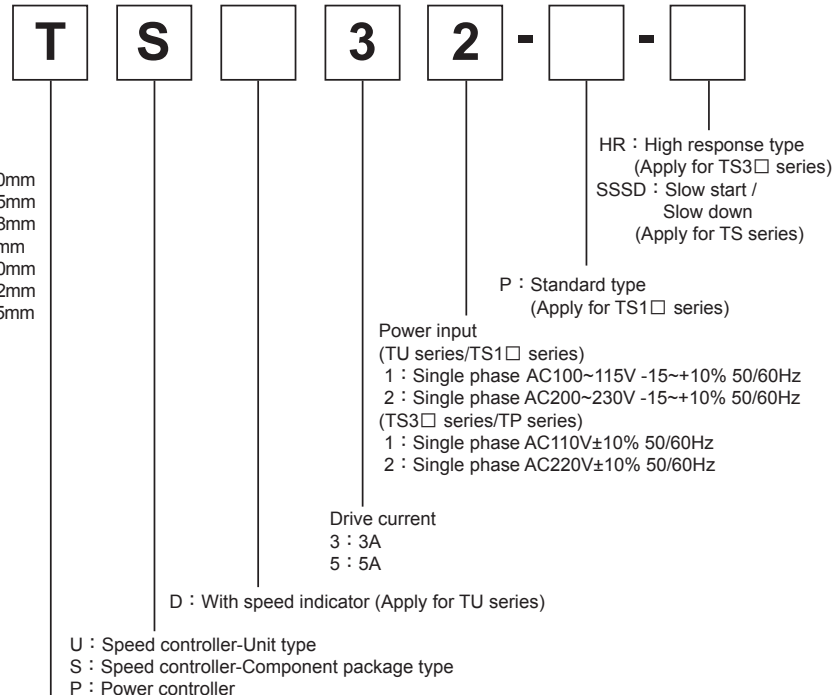 T S 3 2 - -
HR：High response type
(Apply for TS3□ series)
SSSD：Slow start /
Slow down
(Apply for TS series)
0mm
5mm
3mm
mm
0mm
2mm
5mm
P：Standard type
(Apply for TS1□ series)
Power input
(TU series/TS1□ series)
1：Single phase AC100~115V -15~+10% 50/60Hz
2：Single phase AC200~230V -15~+10% 50/60Hz
(TS3□ series/TP series)
1：Single phase AC110V±10% 50/60Hz
2：Single phase AC220V±10% 50/60Hz
Drive current
3：3A
5：5A
D：With speed indicator (Apply for TU series)
U：Speed controller-Unit type
S：Speed controller-Component package type
P：Power controller